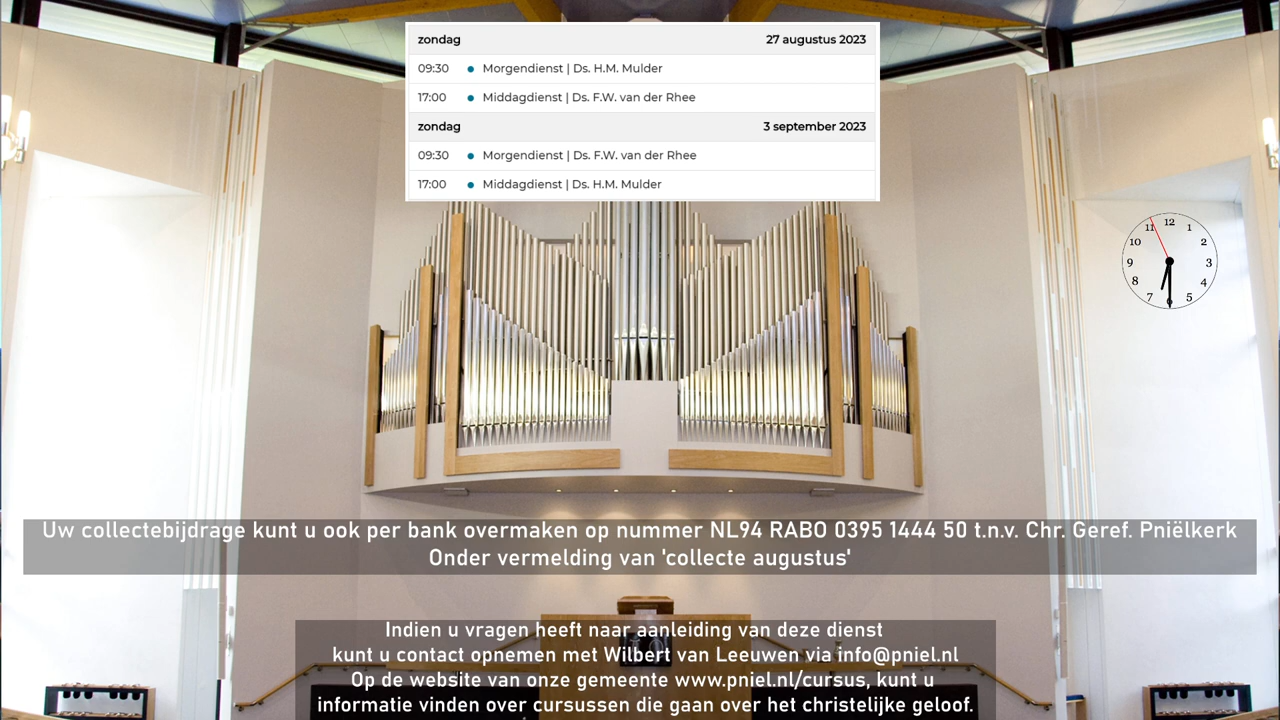 zondag 27 augustus 2023
09:30 Morgendienst | Ds. H.M. Mulder
17:00 Middagdienst | Ds. F.W. van der Rhee
zondag 3 september 2023
09:30 Morgendienst | Ds. F.W. van der Rhee
17:00 Middagdienst | Ds. H.M. Mulder
12
11 1
10 2
9 3
8 4
7 5
6
Uw collectebijdrage kunt u ook per bank overmaken op nummer NL94 RABO 0395 1444 50 t.n.v. Chr. Geref. Pniëlkerk
Onder vermelding van 'collecte augustus'
Indien u vragen heeft naar aanleiding van deze dienst
kunt u contact opnemen met Wilbert van Leeuwen via info@pniel.nl
Op de website van onze gemeente www.pniel.nl/cursus, kunt u
informatie vinden over cursussen die gaan over het christelijke geloof.